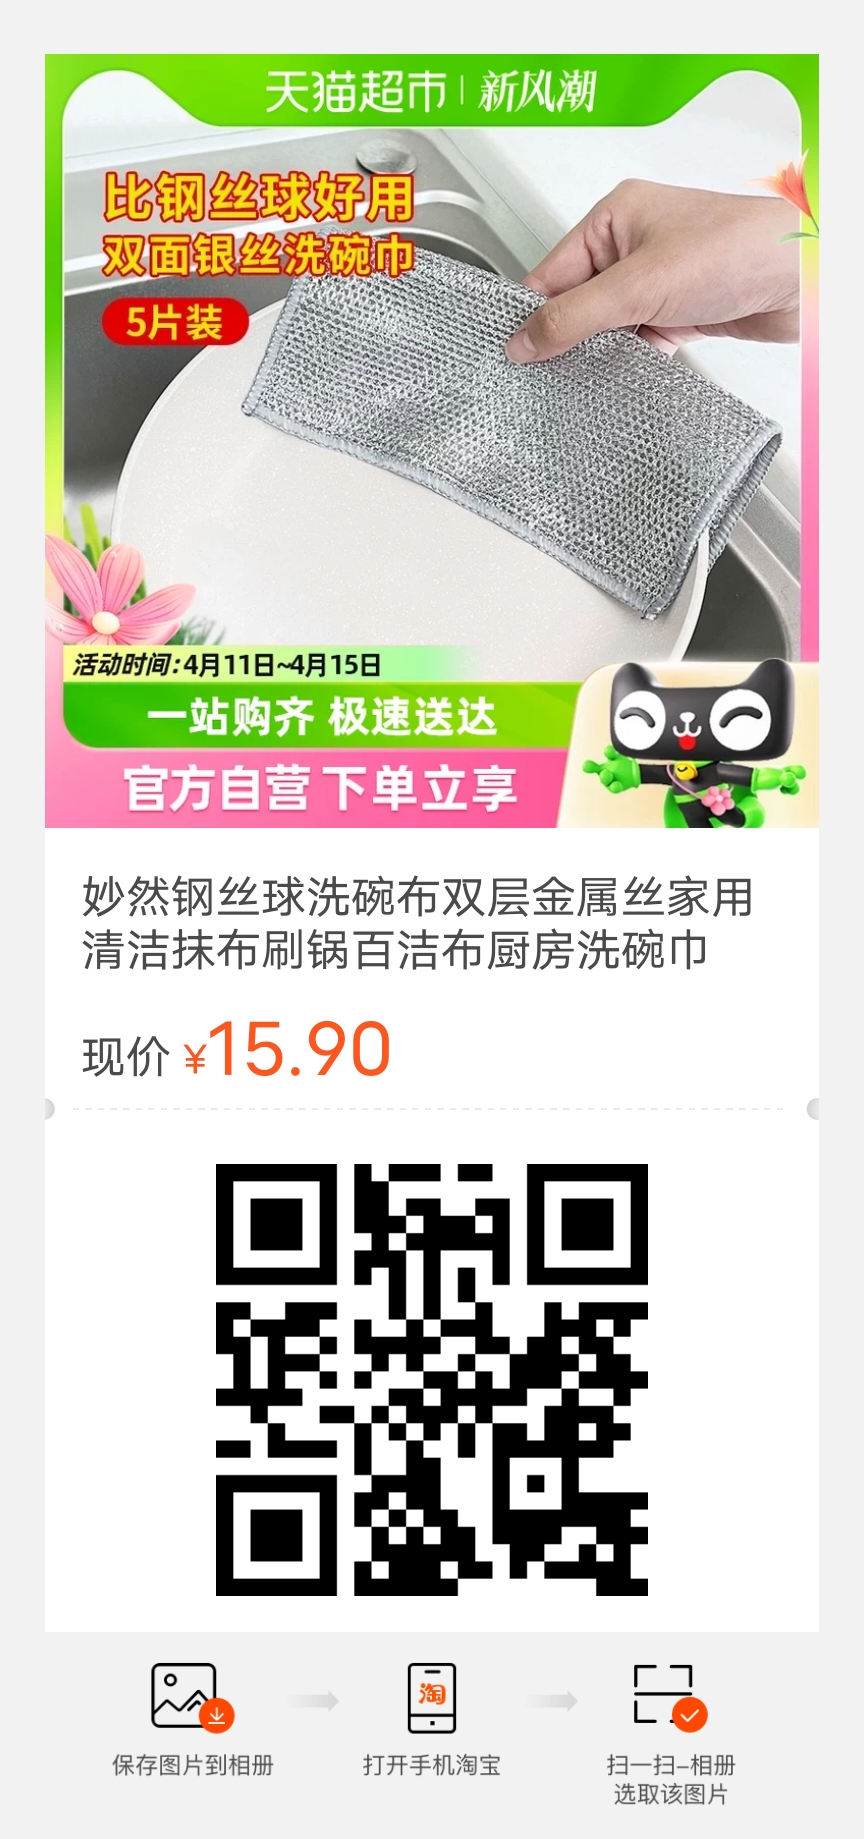 天猫超市 | 新风潮
比钢丝球好用
双面银丝洗碗巾
5片装
活动时间:4月11日~4月15日
一站购齐 极速送达
官方自营 下单立享
妙然钢丝球洗碗布双层金属丝家用
清洁抹布刷锅百洁布厨房洗碗巾
现价 ¥15.90
淘
保存图片到相册
打开手机淘宝
扫一扫-相册
选取该图片